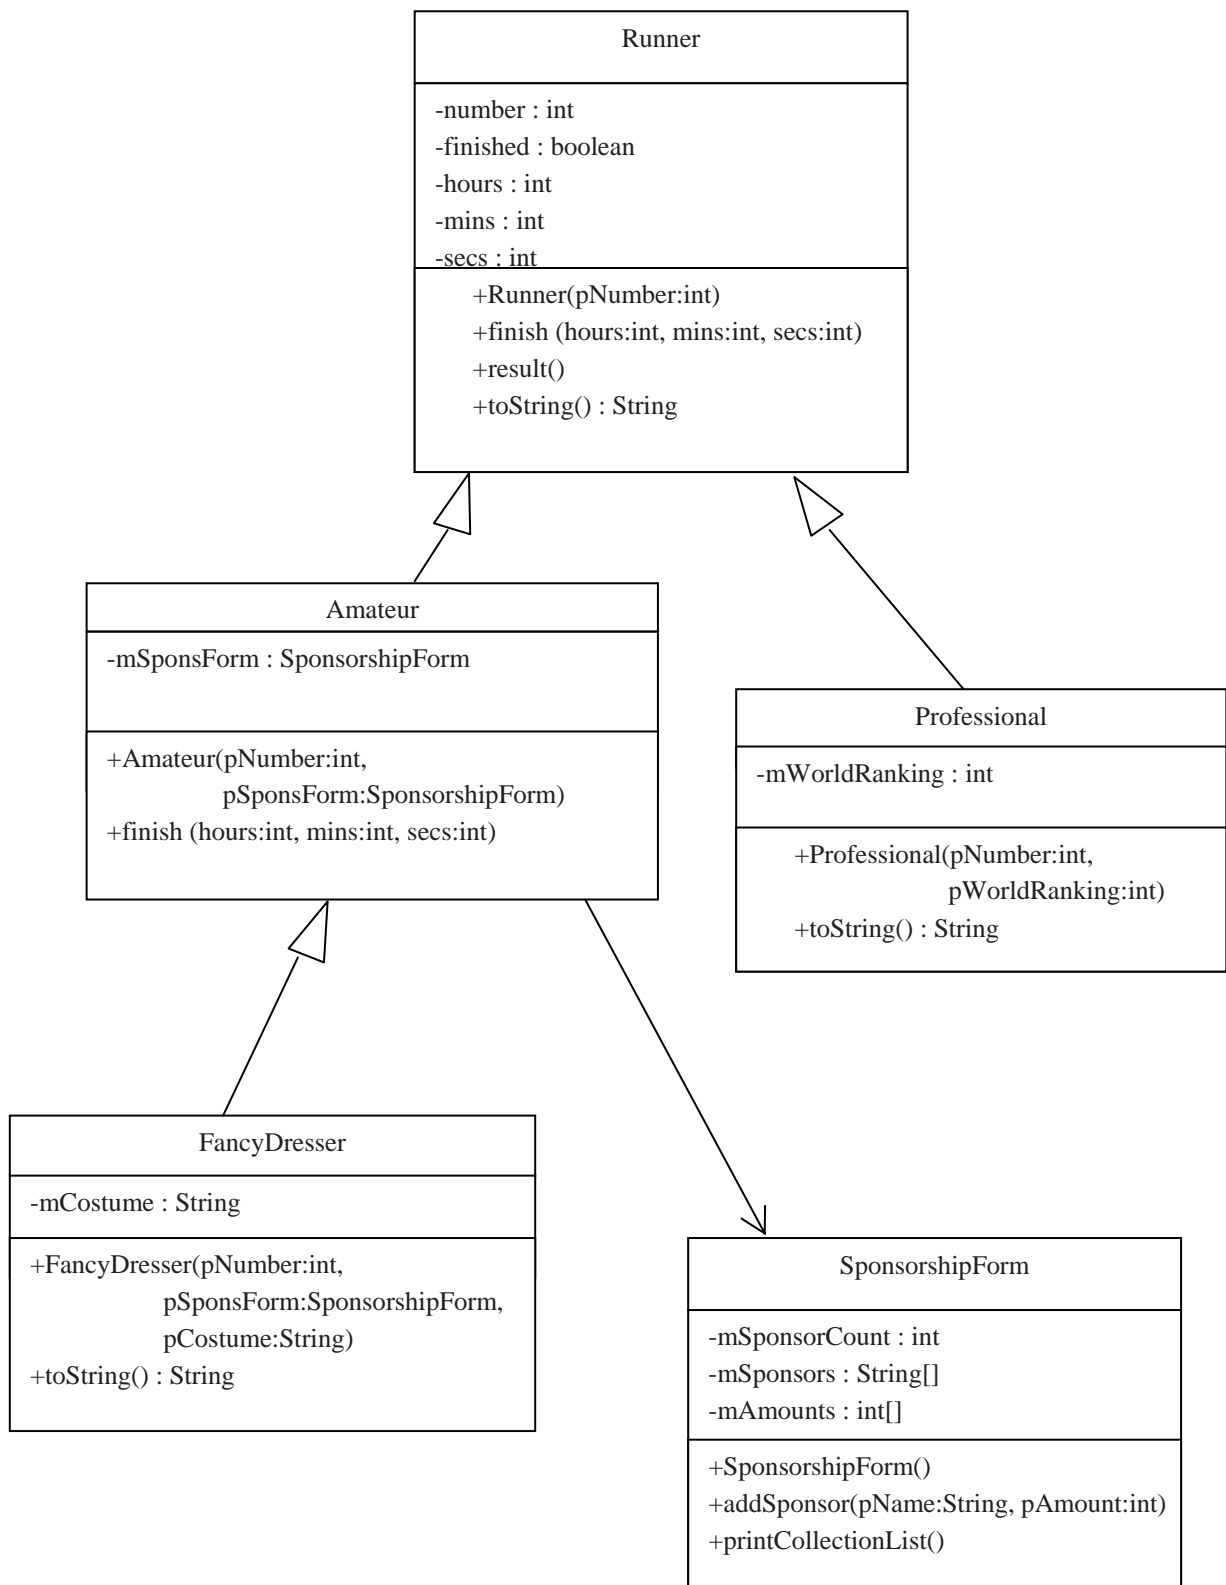 Runner
-number : int
-finished : boolean
-hours : int
-mins : int
-secs : int
+Runner(pNumber:int)
+finish (hours:int, mins:int, secs:int)
+result()
+toString() : String
Amateur
-mSponsForm : SponsorshipForm
+Amateur(pNumber:int,
pSponsForm:SponsorshipForm)
+finish (hours:int, mins:int, secs:int)
Professional
-mWorldRanking : int
+Professional(pNumber:int,
pWorldRanking:int)
+toString() : String
FancyDresser
-mCostume : String
+FancyDresser(pNumber:int,
pSponsForm:SponsorshipForm,
pCostume:String)
+toString() : String
SponsorshipForm
-mSponsorCount : int
-mSponsors : String[]
-mAmounts : int[]
+SponsorshipForm()
+addSponsor(pName:String, pAmount:int)
+printCollectionList()